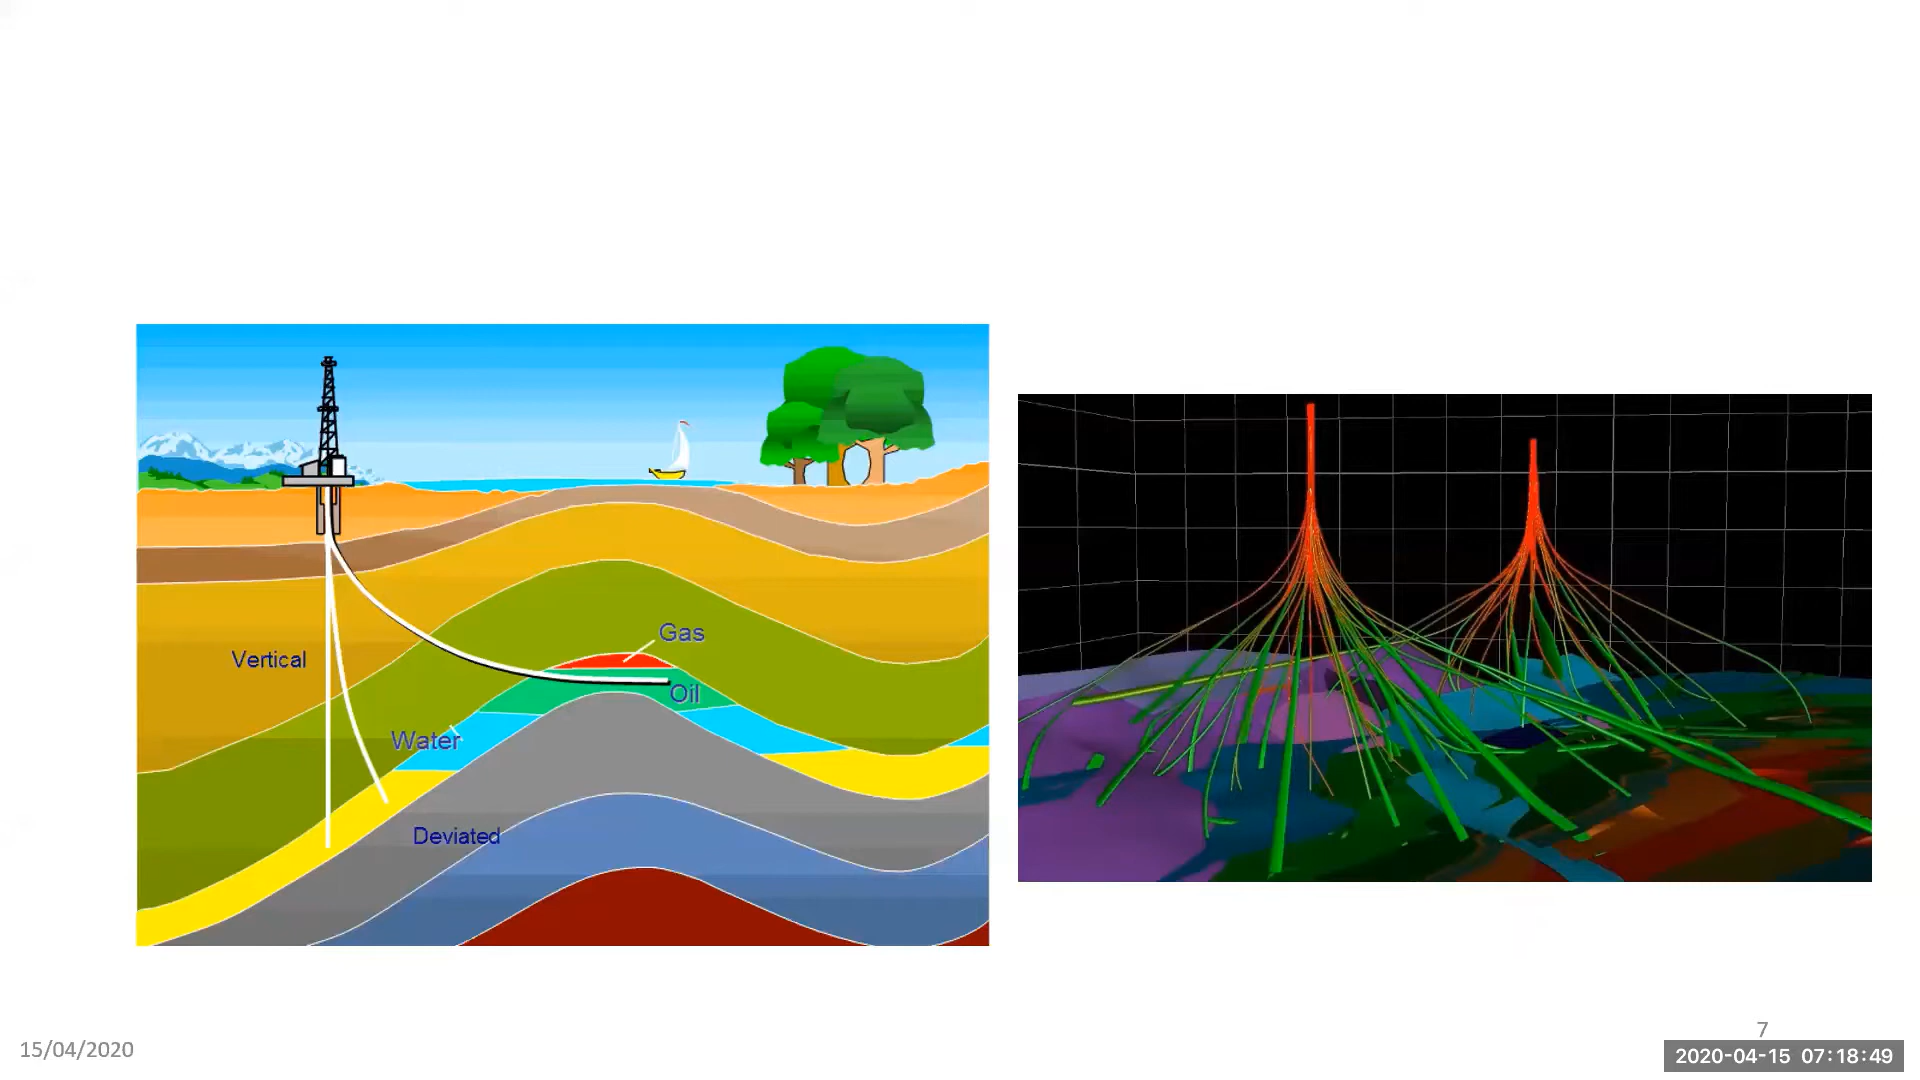 Gas
Vertical
Oil
Water
Deviated
7
15/04/2020
2020-04-15 07:18:49